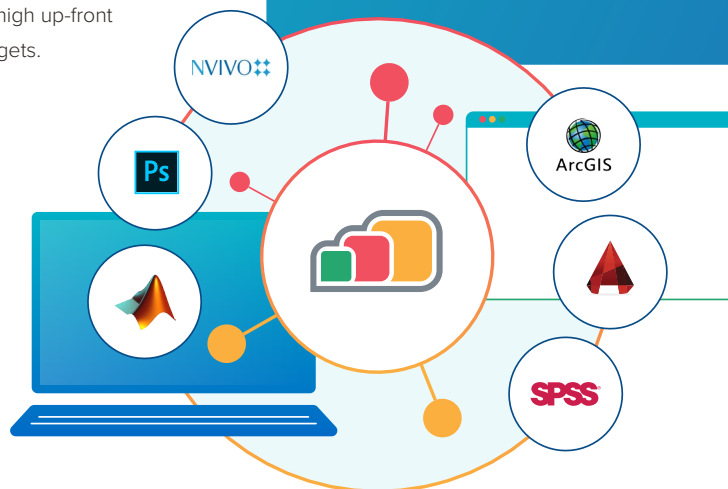 high up-front
gets.
NVIVO
Ps
ArcGIS
SPSS